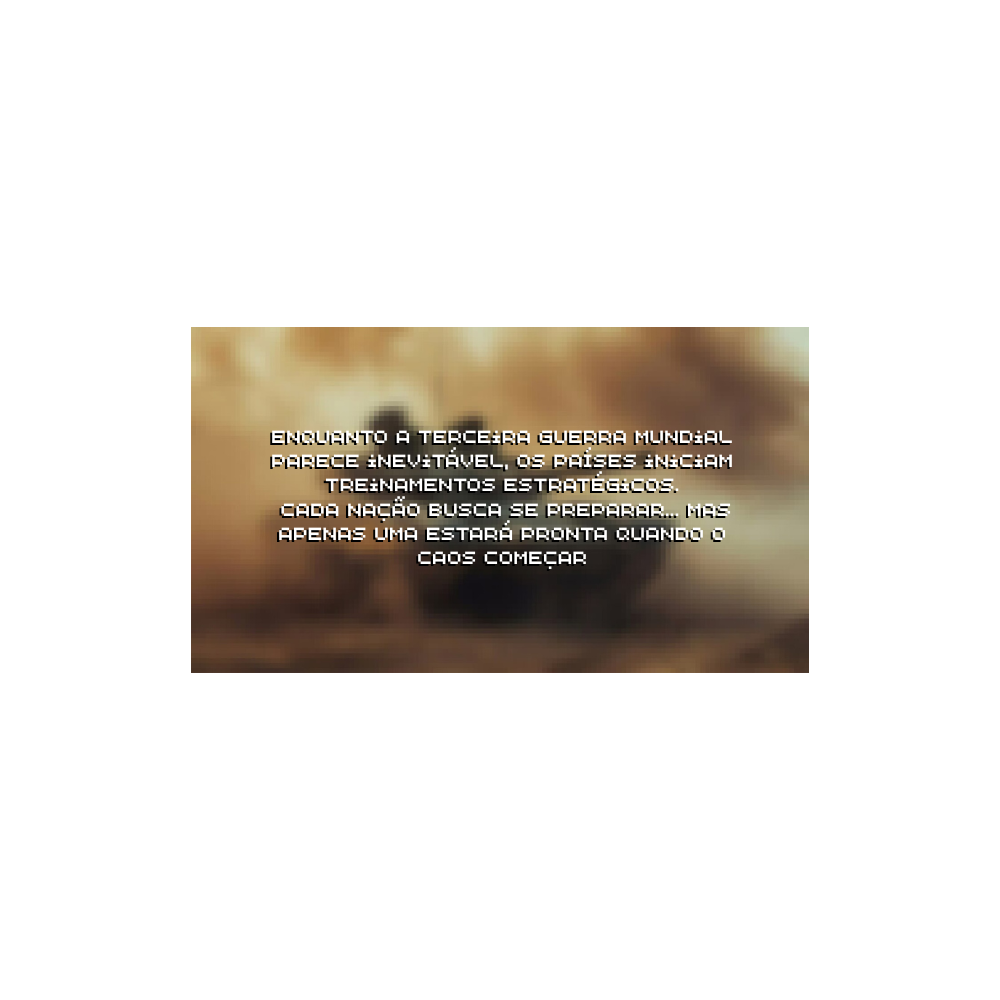 ENQUANTO A TERCEiRA GUERRA MUNDiAL
PARECE iNEViTÁVEL, OS PAÍSES iNiCiAM
TREiNAMENTOS ESTRATÉGiCOS.
CADA NAÇÃO BUSCA SE PREPARAR... MAS
APENAS UMA ESTARÁ PRONTA QUANDO O
CAOS COMEÇAR